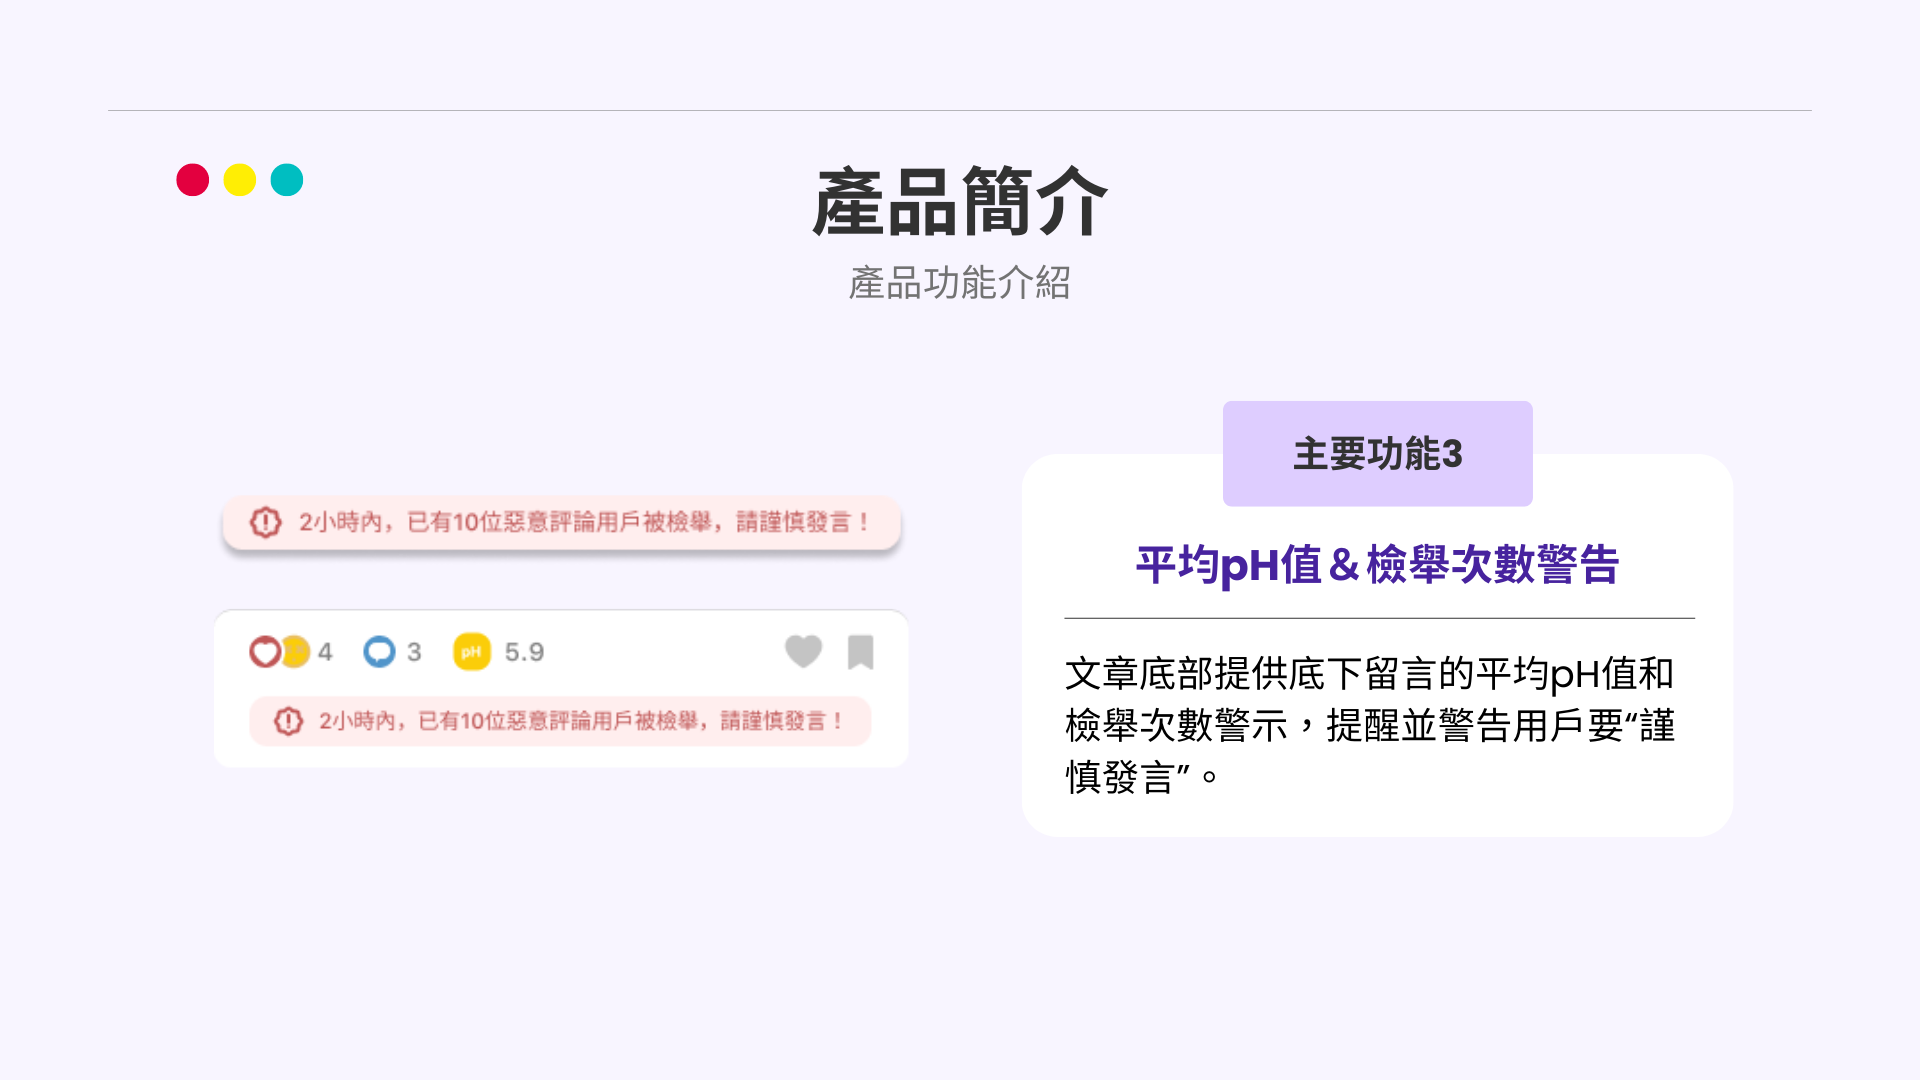 產品簡介
產品功能介紹
2小時內，已有10位惡意評論用戶被檢舉，請謹慎發言！
4 3 pH 5.9
2小時內，已有10位惡意評論用戶被檢舉，請謹慎發言！
主要功能3
平均pH值＆檢舉次數警告
文章底部提供底下留言的平均pH值和
檢舉次數警示，提醒並警告用戶要“謹
慎發言”。